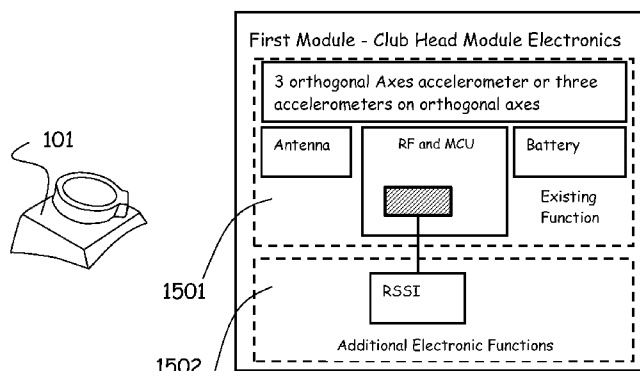 First Module - Club Head Module Electronics
3 orthogonal Axes accelerometer or three
accelerometers on orthogonal axes
101
Antenna
RF and MCU
Battery
Existing
Function
1501
RSSI
Additional Electronic Functions
1502